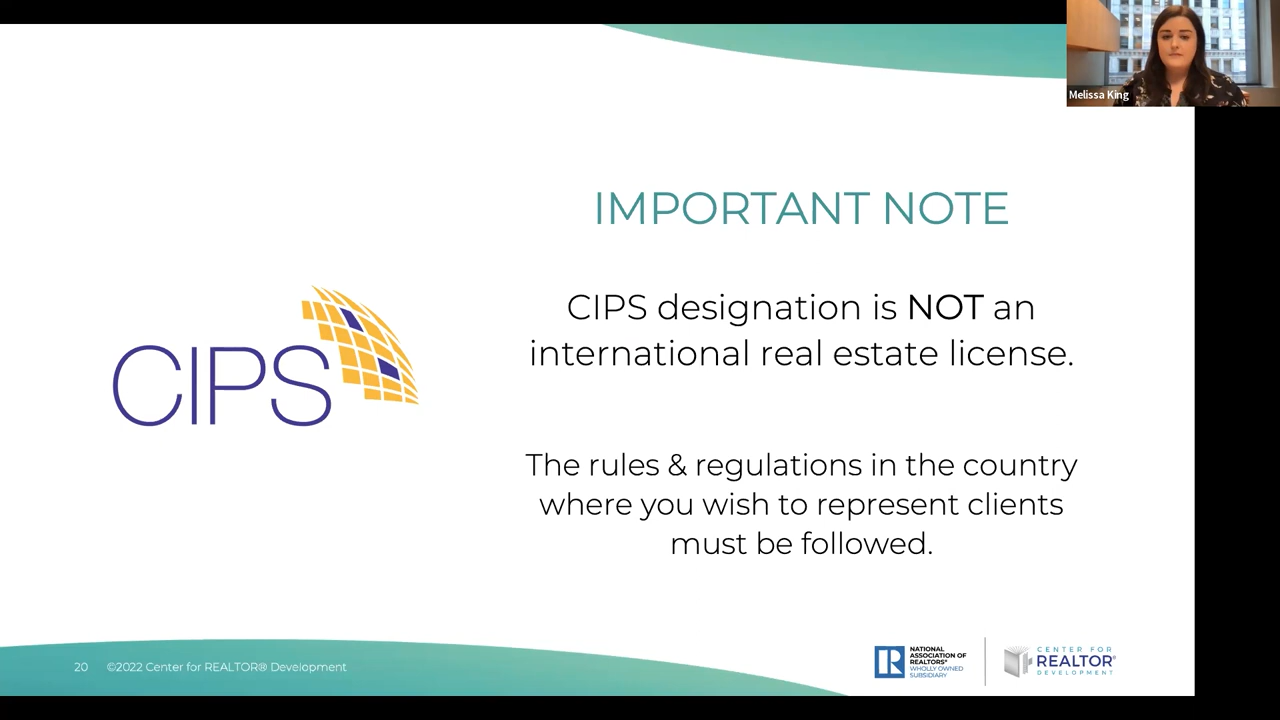 Melissa King
IMPORTANT NOTE
CIPS designation is NOT an
international real estate license.
CIPS
The rules & regulations in the country
where you wish to represent clients
must be followed.
20 ©2022 Center for REALTOR® Development
R
NATIONAL
ASSOCIATION OF
REALTORS®
WHOLLY OWNED
SUBSIDIARY
CENTER FOR
REALTOR®
DEVELOPMENT